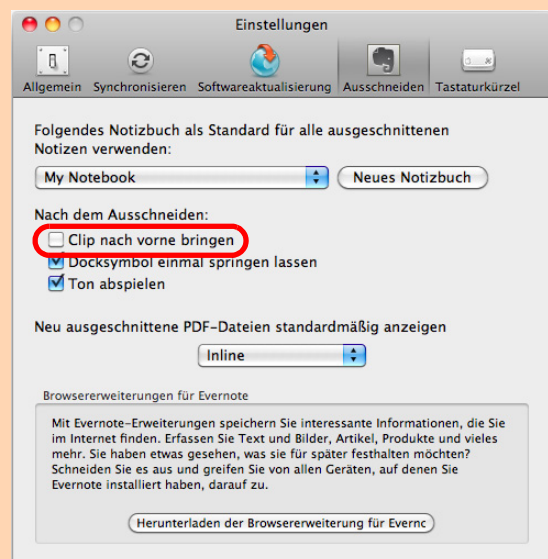 Einstellungen
Allgemein Synchronisieren Softwareaktualisierung Ausschneiden Tastaturkürzel
Folgendes Notizbuch als Standard für alle ausgeschnittenen
Notizen verwenden:
My Notebook Neues Notizbuch
Nach dem Ausschneiden:
Clip nach vorne bringen
Docksymbol einmal springen lassen
Ton abspielen
Neu ausgeschnittene PDF-Dateien standardmäßig anzeigen
Inline
Browsererweiterungen für Evernote
Mit Evernote-Erweiterungen speichern Sie interessante Informationen, die Sie
im Internet finden. Erfassen Sie Text und Bilder, Artikel, Produkte und vieles
mehr. Sie haben etwas gesehen, was sie für später festhalten möchten?
Schneiden Sie es aus und greifen Sie von allen Geräten, auf denen Sie
Evernote installiert haben, darauf zu.
Herunterladen der Browsererweiterung für Evernc